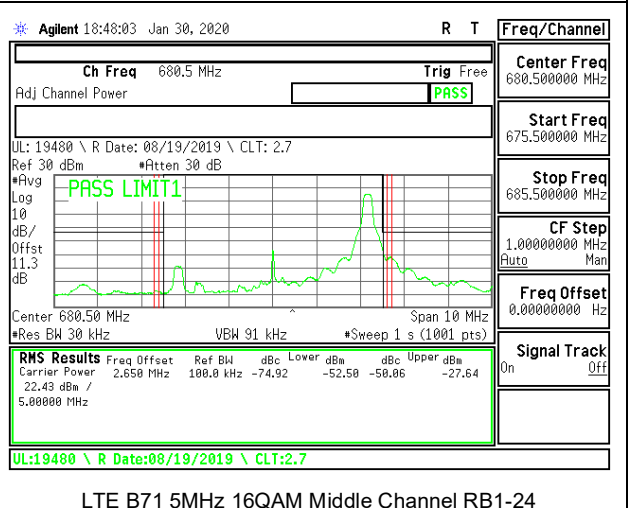 Agilent 18:48:03 Jan 30, 2020 R T
Freq/Channel
Ch Freq 680.5 MHz Trig Free
Adj Channel Power PASS
UL: 19480 \ R Date: 08/19/2019 \ CLT: 2.7
Ref 30 dBm #Atten 30 dB
#Avg
Log
10
dB/
Offst
11.3
dB
PASS LIMIT1
Center 680.50 MHz Span 10 MHz
#Res BW 30 kHz VBW 91 kHz #Sweep 1 s (1001 pts)
RMS Results Freq Offset Ref BW dBc Lower dBm dBc Upper dBm
Carrier Power 2.650 MHz 100.0 kHz -74.92 -52.50 -50.06 -27.64
22.43 dBm /
5.00000 MHz
UL:19480 \ R Date:08/19/2019 \ CLT:2.7
Center Freq
680.500000 MHz
Start Freq
675.500000 MHz
Stop Freq
685.500000 MHz
CF Step
1.00000000 MHz
Auto Man
Freq Offset
0.00000000 Hz
Signal Track
On Off
LTE B71 5MHz 16QAM Middle Channel RB1-24